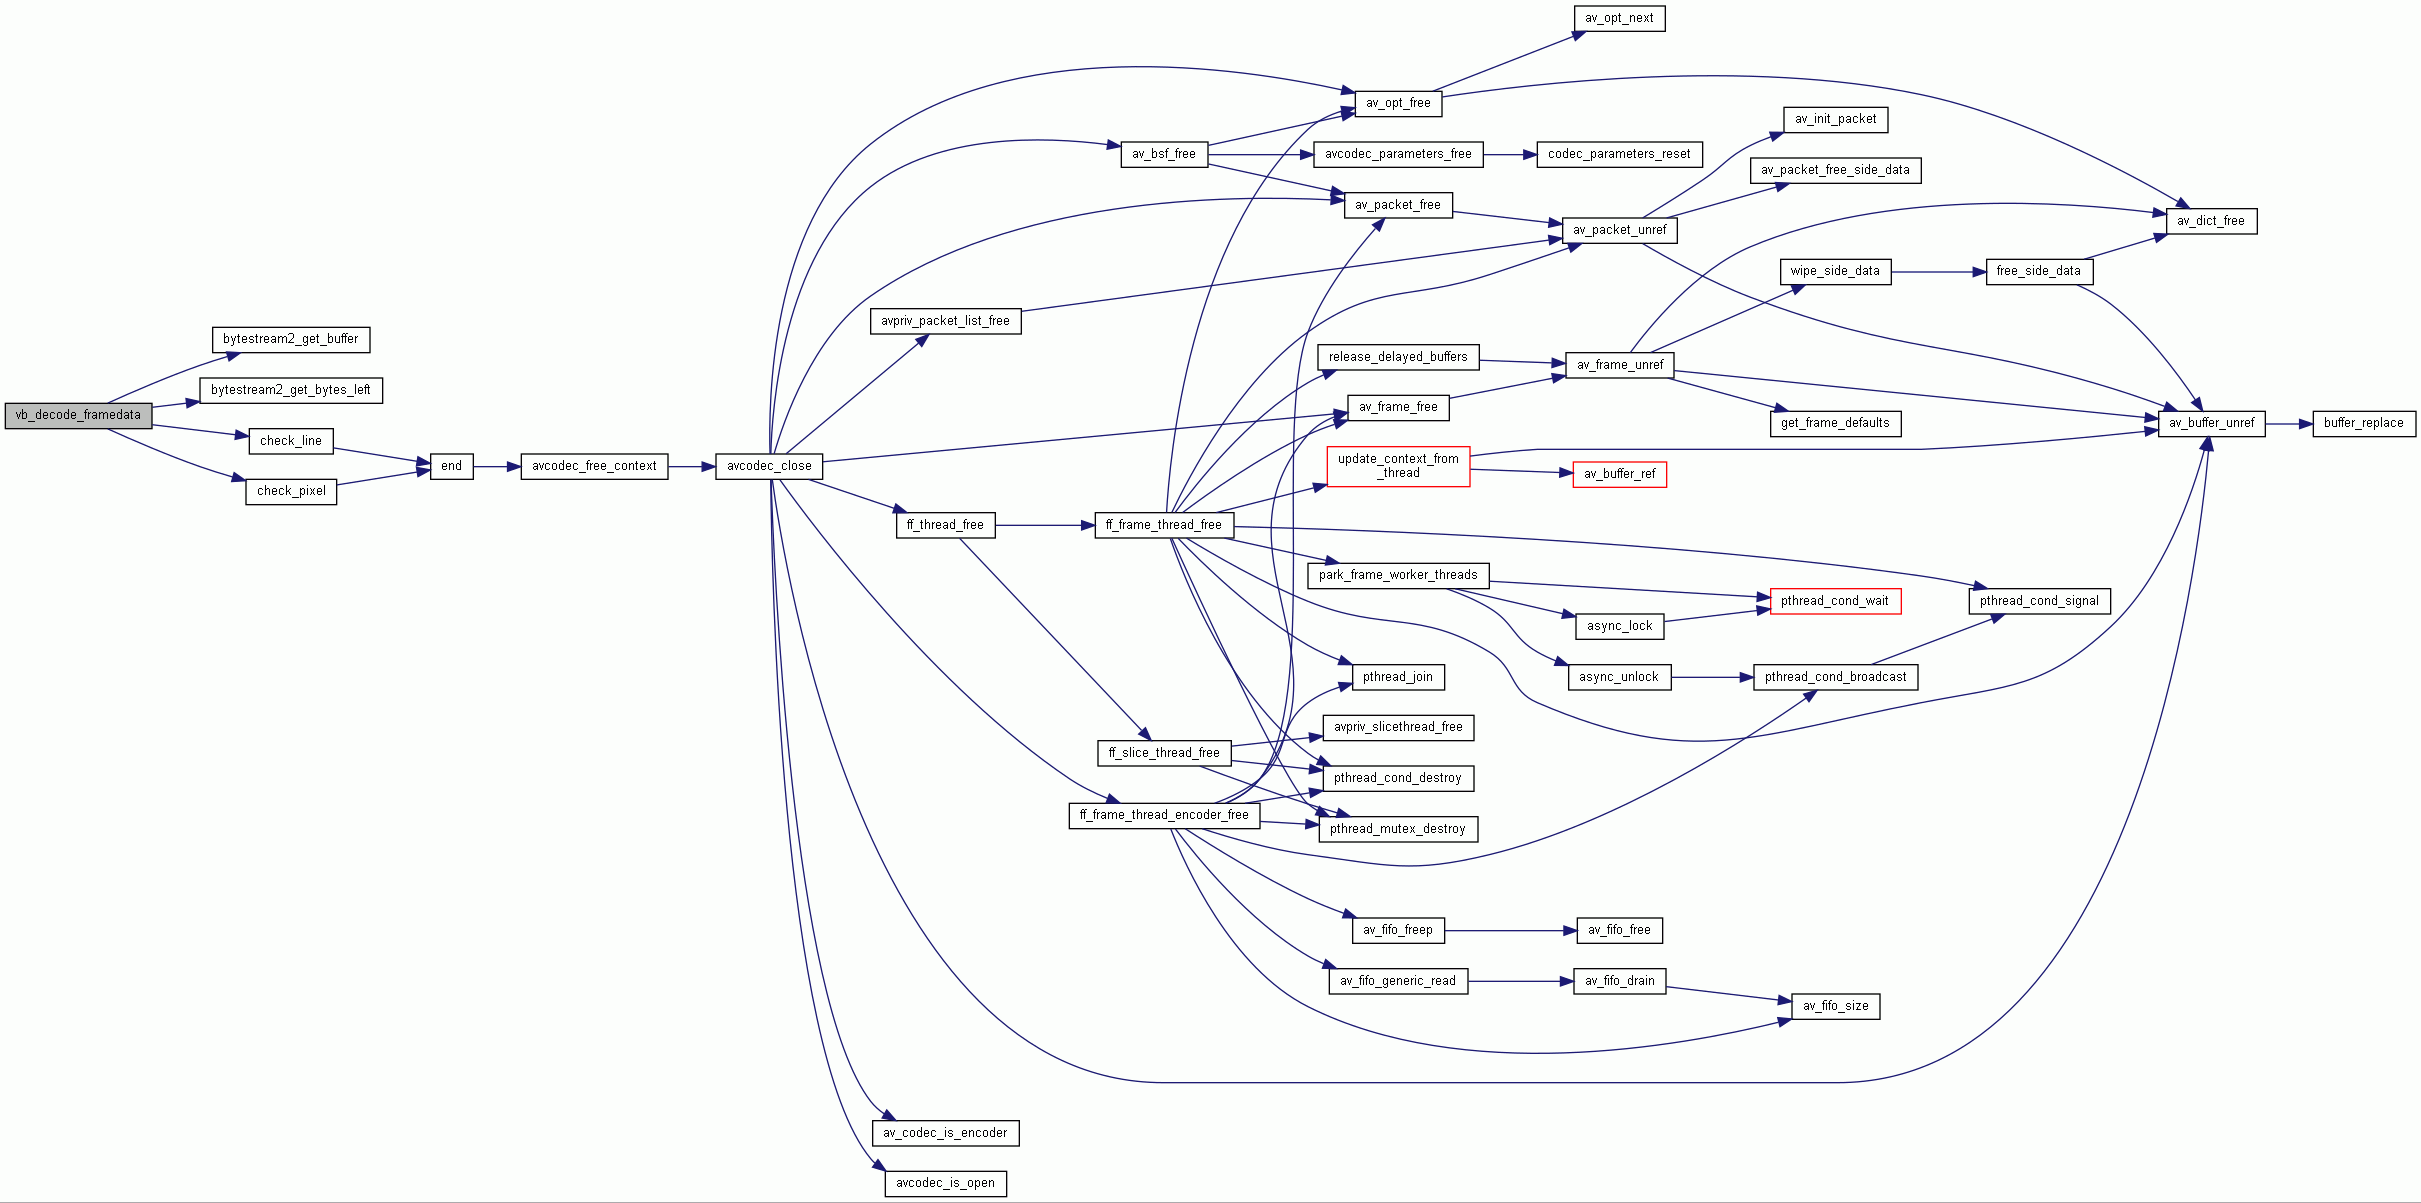 av_opt_next
av_opt_free
av_init_packet
av_bsf_free
avcodec_parameters_free
codec_parameters_reset
av_packet_free_side_data
av_packet_free
av_packet_unref
av_dict_free
wipe_side_data
free_side_data
avpriv_packet_list_free
bytestream2_get_buffer
release_delayed_buffers
av_frame_unref
bytestream2_get_bytes_left
av_frame_free
vb_decode_framedata
get_frame_defaults
av_buffer_unref
buffer_replace
check_line
update_context_from
_thread
end
avcodec_free_context
avcodec_close
av_buffer_ref
check_pixel
ff_thread_free
ff_frame_thread_free
park_frame_worker_threads
pthread_cond_wait
pthread_cond_signal
async_lock
pthread_join
async_unlock
pthread_cond_broadcast
avpriv_slicethread_free
ff_slice_thread_free
pthread_cond_destroy
ff_frame_thread_encoder_free
pthread_mutex_destroy
av_fifo_freep
av_fifo_free
av_fifo_generic_read
av_fifo_drain
av_fifo_size
av_codec_is_encoder
avcodec_is_open